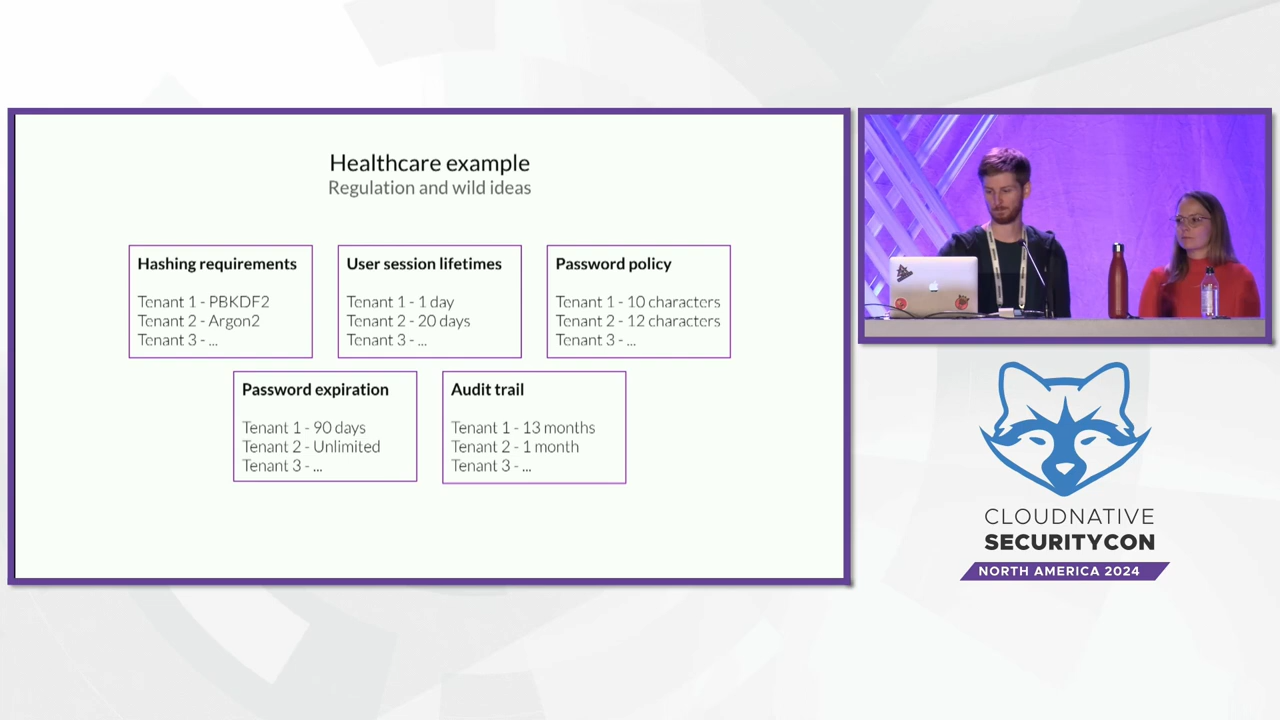 Healthcare example
Regulation and wild ideas
Hashing requirements
Tenant 1 - PBKDF2
Tenant 2 - Argon2
Tenant 3 - ...
User session lifetimes
Tenant 1 - 1 day
Tenant 2 - 20 days
Tenant 3 - ...
Password policy
Tenant 1 - 10 characters
Tenant 2 - 12 characters
Tenant 3 - ...
Password expiration
Tenant 1 - 90 days
Tenant 2 - Unlimited
Tenant 3 - ...
Audit trail
Tenant 1 - 13 months
Tenant 2 - 1 month
Tenant 3 - ...
CLOUDNATIVE
SECURITYCON
NORTH AMERICA 2024